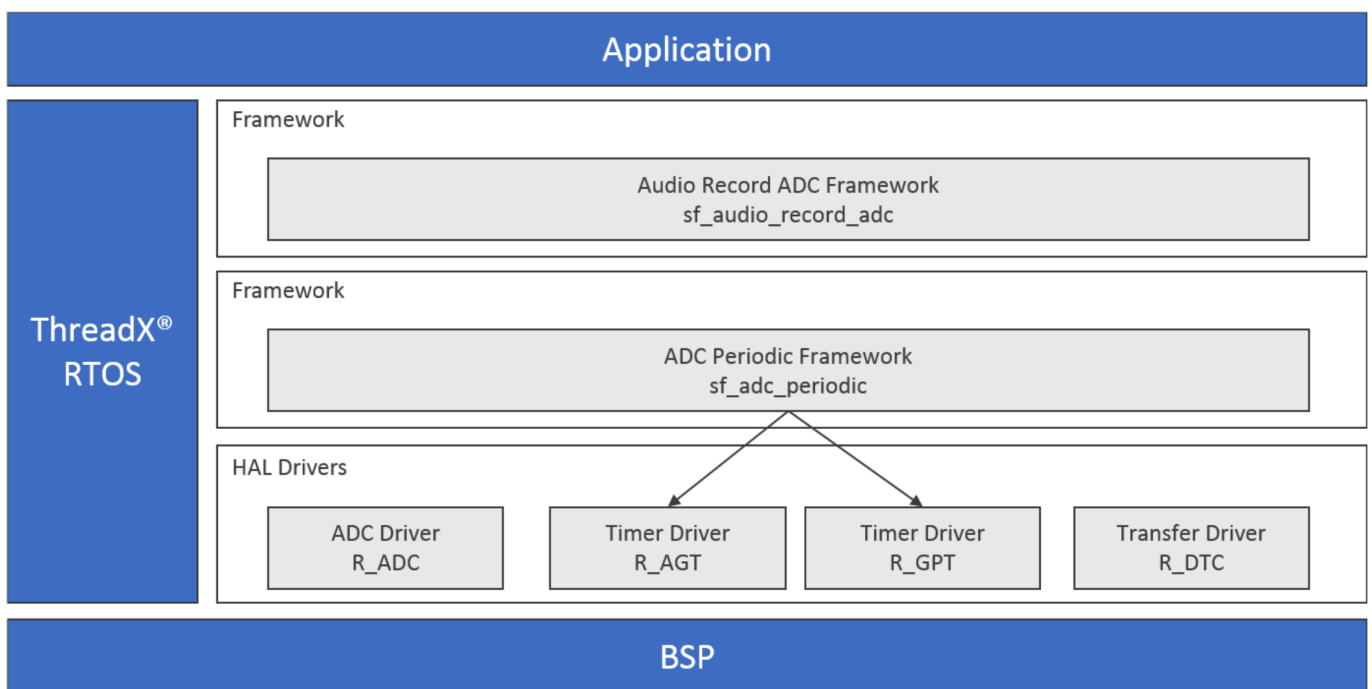 Application
ThreadX®
RTOS
Framework
Audio Record ADC Framework
sf_audio_record_adc
Framework
ADC Periodic Framework
sf_adc_periodic
HAL Drivers
ADC Driver
R_ADC
Timer Driver
R_AGT
Timer Driver
R_GPT
Transfer Driver
R_DTC
BSP